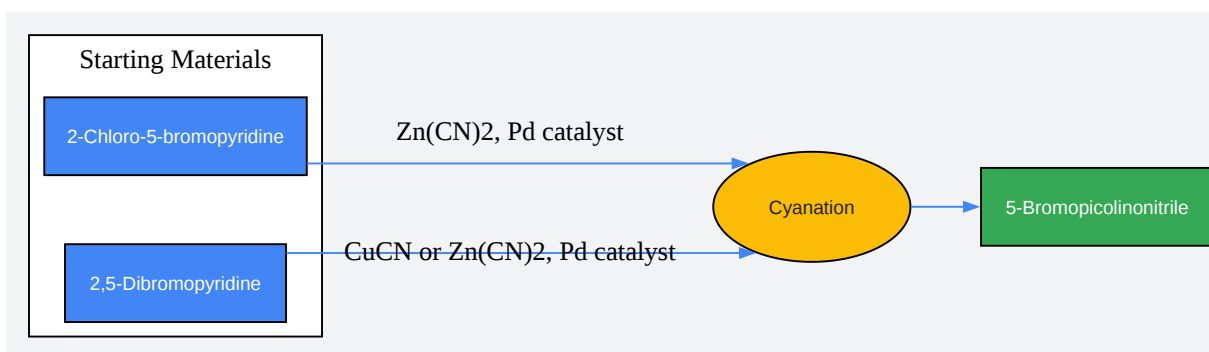 Starting Materials
2-Chloro-5-bromopyridine
Zn(CN)2, Pd catalyst
Cyanation
5-Bromopicolinonitrile
CuCN or Zn(CN)2, Pd catalyst
2,5-Dibromopyridine